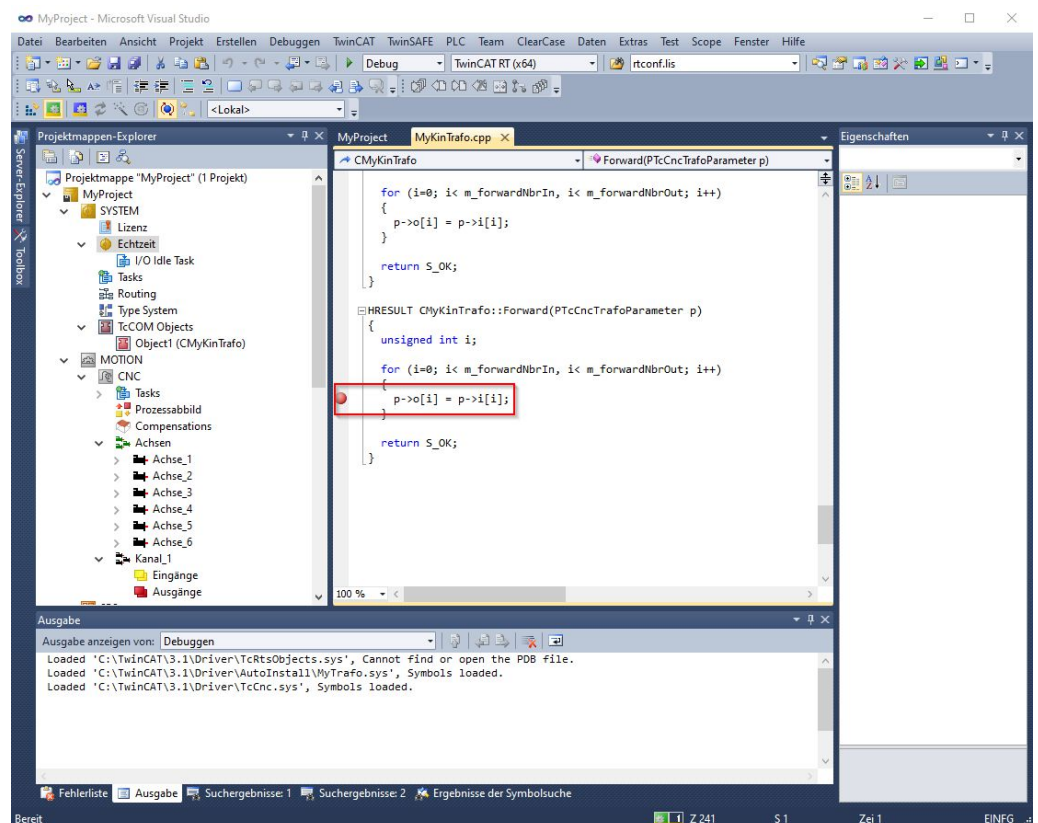 MyProject - Microsoft Visual Studio
Datei Bearbeiten Ansicht Projekt Erstellen Debuggen TwinCAT TwinSAFE PLC Team ClearCase Daten Extras Test Scope Fenster Hilfe
Debug TwinCAT RT (x64) rtconf.lis
<Lokal>
Server-Explorer
Toolbox
Projektmappen-Explorer
Projektmappe "MyProject" (1 Projekt)
MyProject
SYSTEM
Lizenz
Echtzeit
I/O Idle Task
Tasks
Routing
Type System
TcCOM Objects
Object1 (CMyKinTrafo)
MOTION
CNC
Tasks
Prozessabbild
Compensations
Achsen
Achse_1
Achse_2
Achse_3
Achse_4
Achse_5
Achse_6
Kanal_1
Eingänge
Ausgänge
MyProject MyKinTrafo.cpp
CMyKinTrafo Forward(PTcCncTrafoParameter p)
for (i=0; i< m_forwardNbrIn, i< m_forwardNbrOut; i++)
{
p->o[i] = p->i[i];
}
return S_OK;
}
HRESULT CMyKinTrafo::Forward(PTcCncTrafoParameter p)
{
unsigned int i;
for (i=0; i< m_forwardNbrIn, i< m_forwardNbrOut; i++)
{
p->o[i] = p->i[i];
}
return S_OK;
}
100 %
Eigenschaften
Ausgabe
Ausgabe anzeigen von: Debuggen
Loaded 'C:\TwinCAT\3.1\Driver\TcRtsObjects.sys', Cannot find or open the PDB file.
Loaded 'C:\TwinCAT\3.1\Driver\AutoInstall\MyTrafo.sys', Symbols loaded.
Loaded 'C:\TwinCAT\3.1\Driver\TcCnc.sys', Symbols loaded.
Fehlerliste Ausgabe Suchergebnisse: 1 Suchergebnisse: 2 Ergebnisse der Symbolsuche
Bereit 1 Z 241 S 1 Zei 1 EINFG